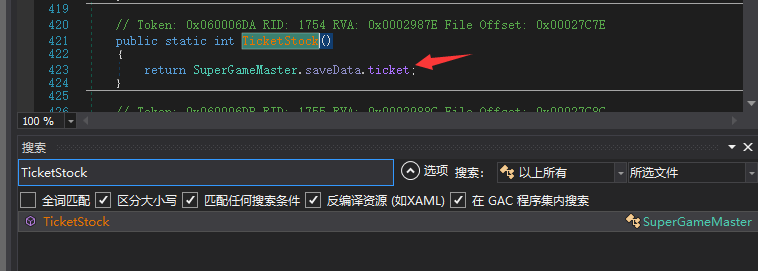 419
420 // Token: 0x060006DA RID: 1754 RVA: 0x0002987E File Offset: 0x00027C7E
421 public static int TicketStock()
422 {
423 return SuperGameMaster.saveData.ticket;
424 }
425
426 // Token: 0x060006DB RID: 1755 RVA: 0x0002988C File Offset: 0x00027C8C
100 %
搜索
TicketStock
选项 搜索: 以上所有 所选文件
全词匹配 区分大小写 匹配任何搜索条件 反编译资源 (如XAML) 在 GAC 程序集内搜索
TicketStock SuperGameMaster